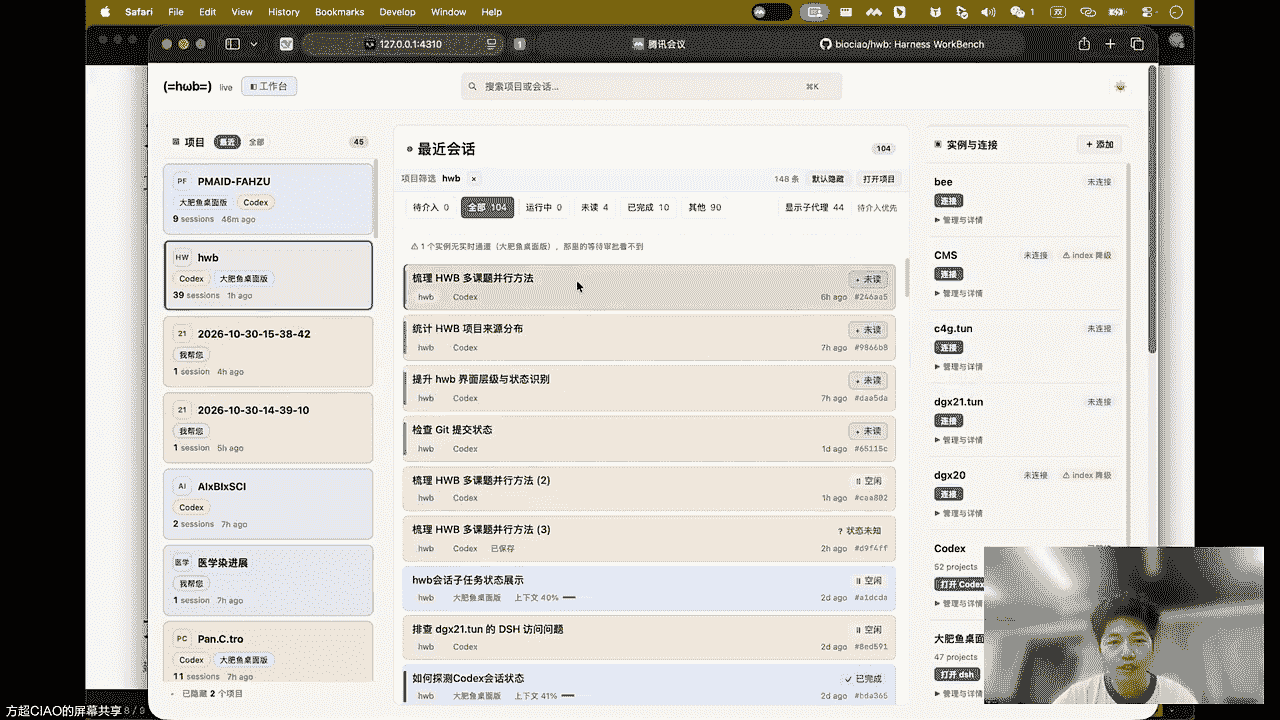 Safari File Edit View History Bookmarks Develop Window Help
127.0.0.1:4310
1
腾讯会议
biociao/hwb: Harness WorkBench
(=hωb=) live 工作台
搜索项目或会话... ⌘K
项目 最近 全部 45
PF PMAID-FAHZU
大肥鱼桌面版 Codex
9 sessions 46m ago
HW hwb
Codex 大肥鱼桌面版
39 sessions 1h ago
21 2026-10-30-15-38-42
我帮您
1 session 4h ago
21 2026-10-30-14-39-10
我帮您
1 session 5h ago
AI AIxBIxSCI
Codex
2 sessions 7h ago
医学 医学染进展
我帮您
1 session 7h ago
PC Pan.C.tro
Codex 大肥鱼桌面版
11 sessions 7h ago
已隐藏 2 个项目
最近会话 104
项目筛选 hwb × 148 条 默认隐藏 打开项目
待介入 0 全部 104 运行中 0 未读 4 已完成 10 其他 90 显示子代理 44 待介入优先
⚠ 1 个实例无实时通道（大肥鱼桌面版），那里的等待审批看不到
梳理 HWB 多课题并行方法 未读
hwb Codex 6h ago #246aa5
统计 HWB 项目来源分布 未读
hwb Codex 7h ago #9866b8
提升 hwb 界面层级与状态识别 未读
hwb Codex 7h ago #daa5da
检查 Git 提交状态 未读
hwb Codex 1d ago #65115c
梳理 HWB 多课题并行方法 (2) 空闲
hwb Codex 1h ago #caa802
梳理 HWB 多课题并行方法 (3) ? 状态未知
hwb Codex 已保存 2h ago #d9f4ff
hwb会话子任务状态展示 空闲
hwb 大肥鱼桌面版 上下文 40% 2d ago #a1dcda
排查 dgx21.tun 的 DSH 访问问题 空闲
hwb Codex 2d ago #8ed591
如何探测Codex会话状态 ✓ 已完成
hwb 大肥鱼桌面版 上下文 41% 2d ago #bda365
实例与连接 + 添加
bee 未连接
连接
▶ 管理与详情
CMS 未连接 ⚠ index 降级
连接
▶ 管理与详情
c4g.tun 未连接
连接
▶ 管理与详情
dgx21.tun 未连接
连接
▶ 管理与详情
dgx20 未连接 ⚠ index 降级
连接
▶ 管理与详情
Codex
52 projects
打开 Codex
▶ 管理与详情
大肥鱼桌面
47 projects
打开 dsh
▶ 管理与详情
方超CIAO的屏幕共享